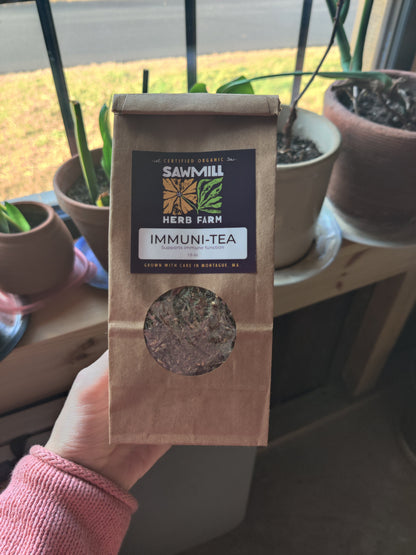 CERTIFIED ORGANIC
SAWMILL
HERB FARM
IMMUNI-TEA
Supports immune function
GROWN WITH CARE IN MONTAGUE, MA